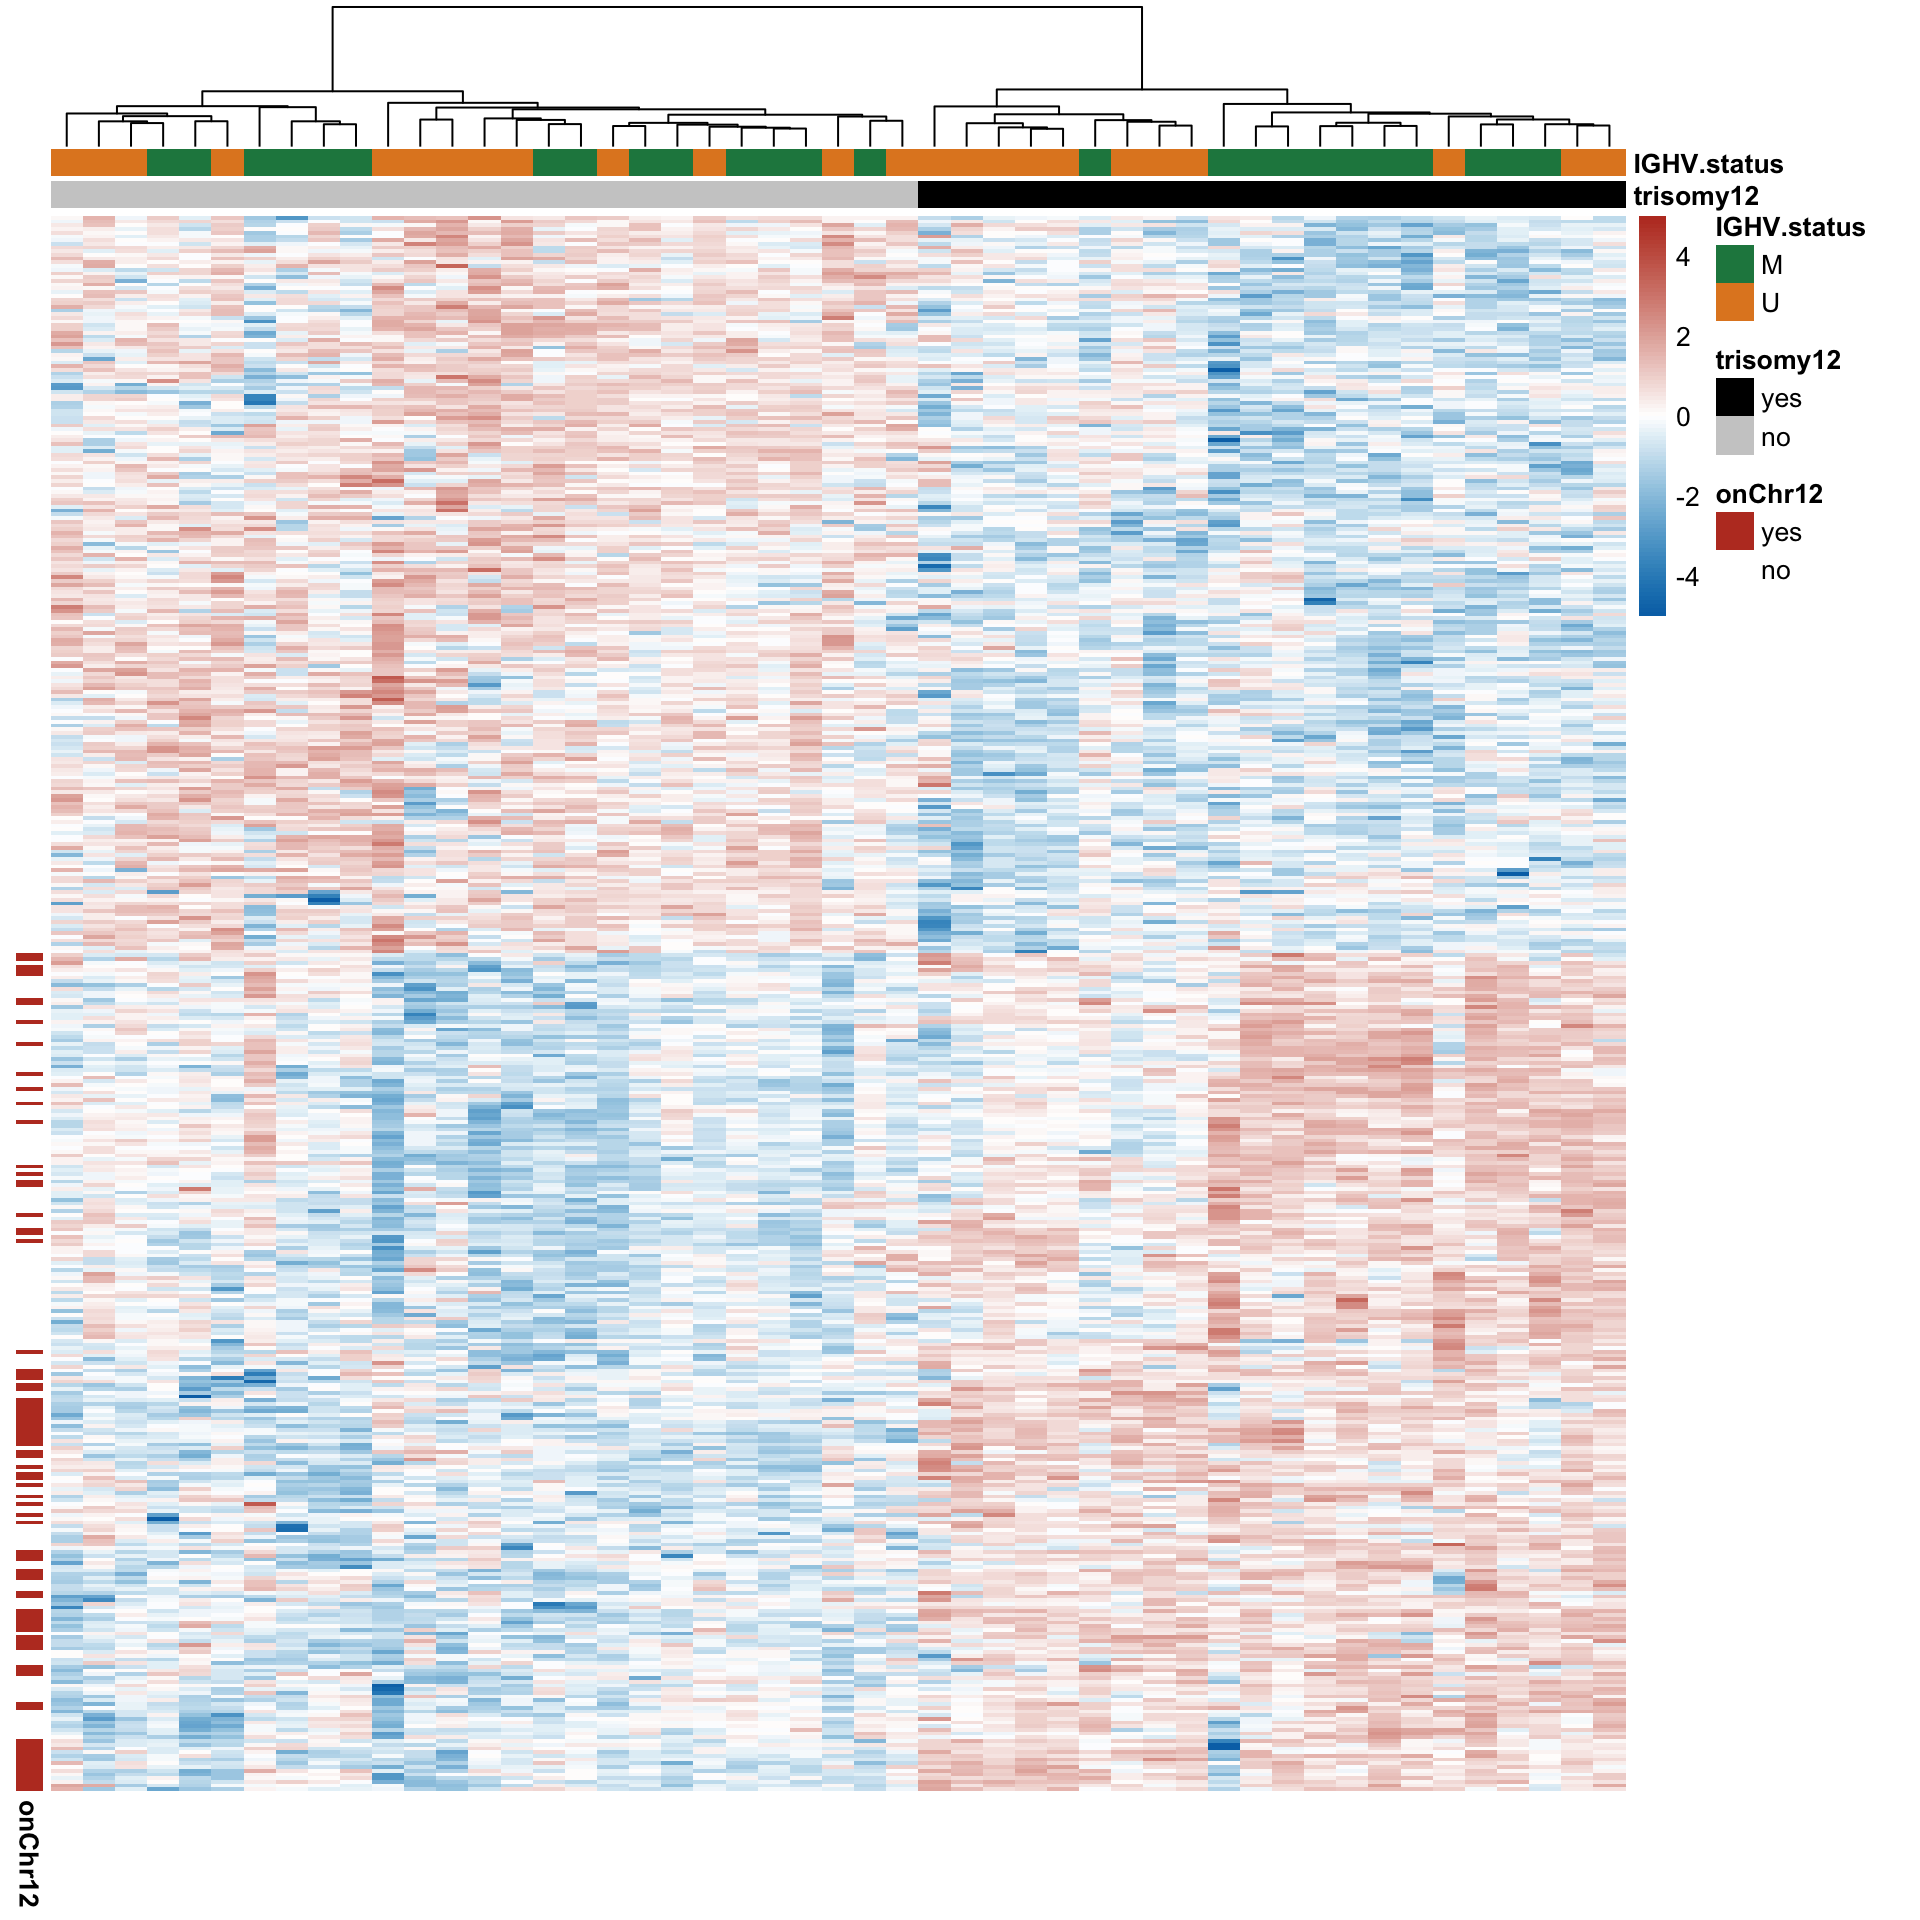 IGHV.status
trisomy12
4
2
0
-2
-4
IGHV.status
M
U
trisomy12
yes
no
onChr12
yes
no
onChr12